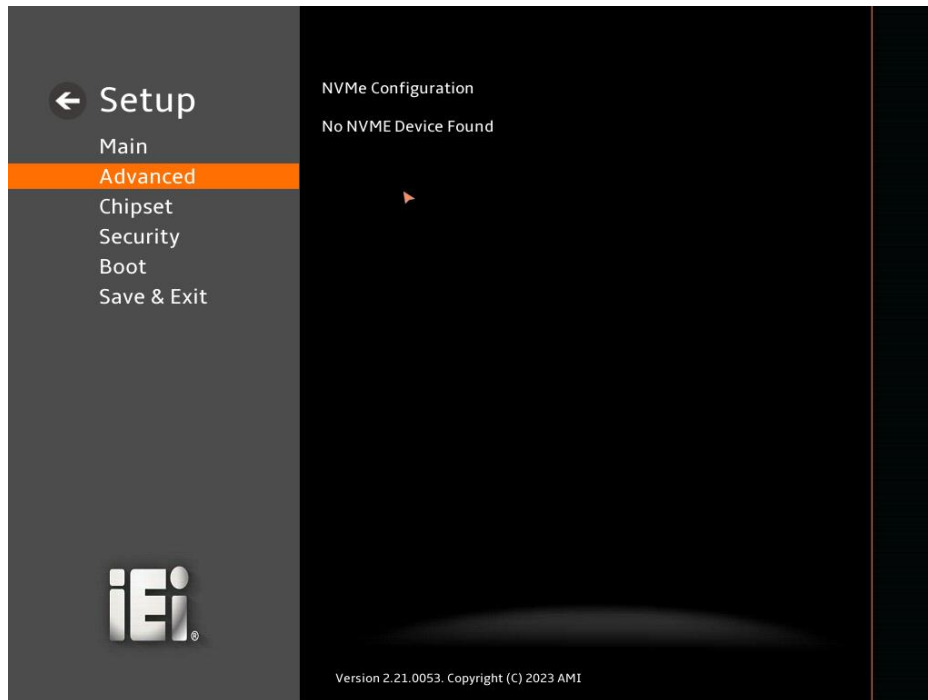 Setup
Main
Advanced
Chipset
Security
Boot
Save & Exit
NVMe Configuration
No NVME Device Found
iEi®
Version 2.21.0053. Copyright (C) 2023 AMI